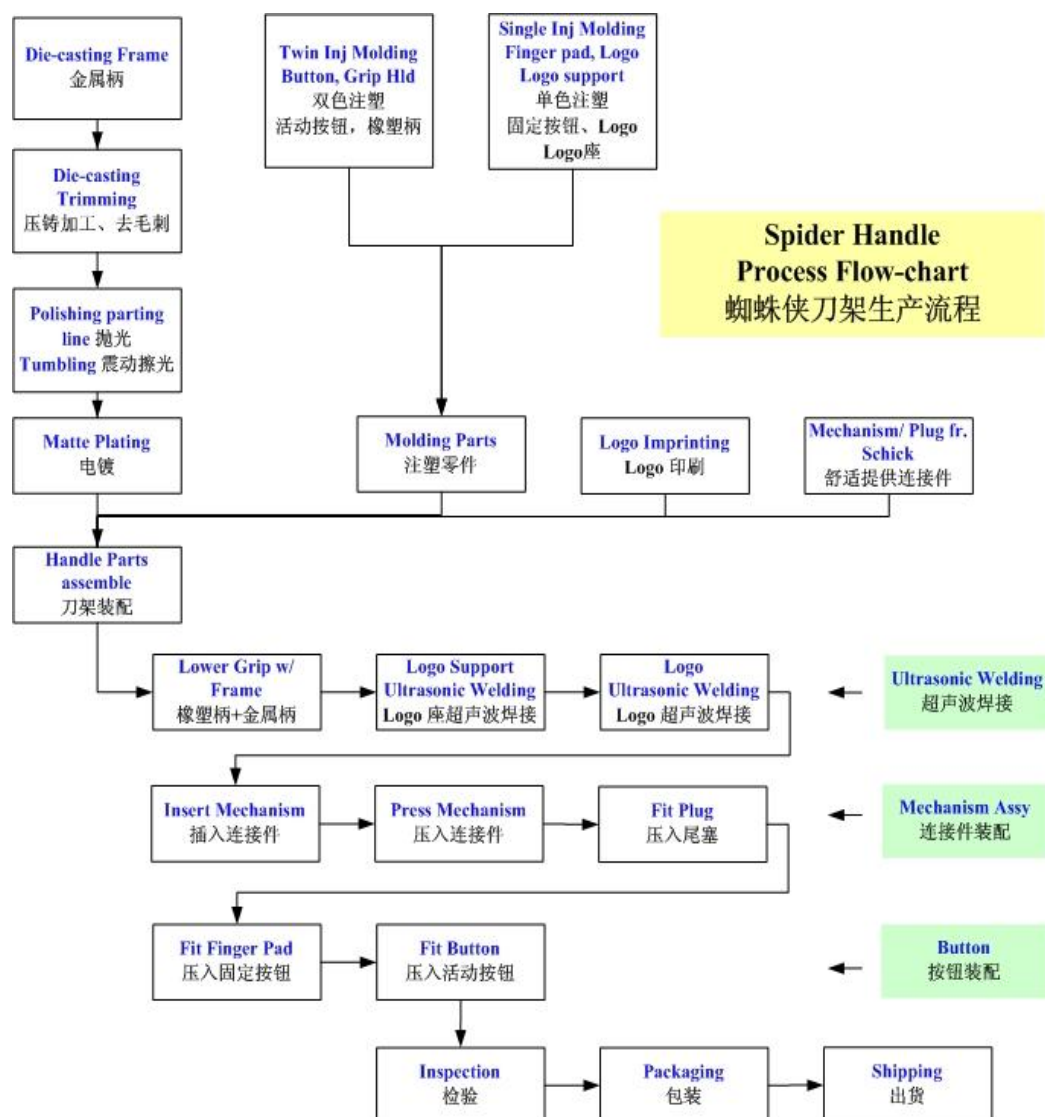 Die-casting Frame
金属柄
Twin Inj Molding
Button, Grip Hld
双色注塑
活动按钮，橡塑柄
Single Inj Molding
Finger pad, Logo
Logo support
单色注塑
固定按钮、Logo
Logo座
Die-casting
Trimming
压铸加工、去毛刺
Spider Handle
Process Flow-chart
蜘蛛侠刀架生产流程
Polishing parting
line 抛光
Tumbling 震动擦光
Matte Plating
电镀
Molding Parts
注塑零件
Logo Imprinting
Logo 印刷
Mechanism/ Plug fr.
Schick
舒适提供连接件
Handle Parts
assemble
刀架装配
Lower Grip w/
Frame
橡塑柄+金属柄
Logo Support
Ultrasonic Welding
Logo 座超声波焊接
Logo
Ultrasonic Welding
Logo 超声波焊接
Ultrasonic Welding
超声波焊接
Insert Mechanism
插入连接件
Press Mechanism
压入连接件
Fit Plug
压入尾塞
Mechanism Assy
连接件装配
Fit Finger Pad
压入固定按钮
Fit Button
压入活动按钮
Button
按钮装配
Inspection
检验
Packaging
包装
Shipping
出货